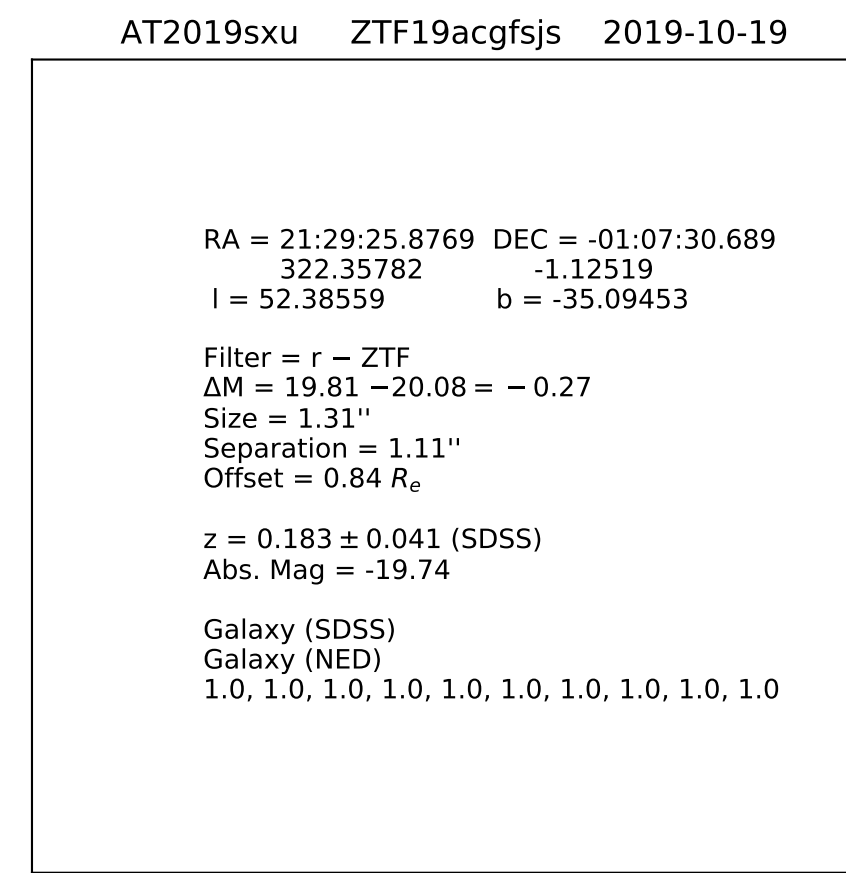 AT2019sxu ZTF19acgfsjs 2019-10-19
RA = 21:29:25.8769 DEC = -01:07:30.689
322.35782 -1.12519
l = 52.38559 b = -35.09453
Filter = r − ZTF
ΔM = 19.81 −20.08 = − 0.27
Size = 1.31''
Separation = 1.11''
Offset = 0.84 Re
z = 0.183 ± 0.041 (SDSS)
Abs. Mag = -19.74
Galaxy (SDSS)
Galaxy (NED)
1.0, 1.0, 1.0, 1.0, 1.0, 1.0, 1.0, 1.0, 1.0, 1.0